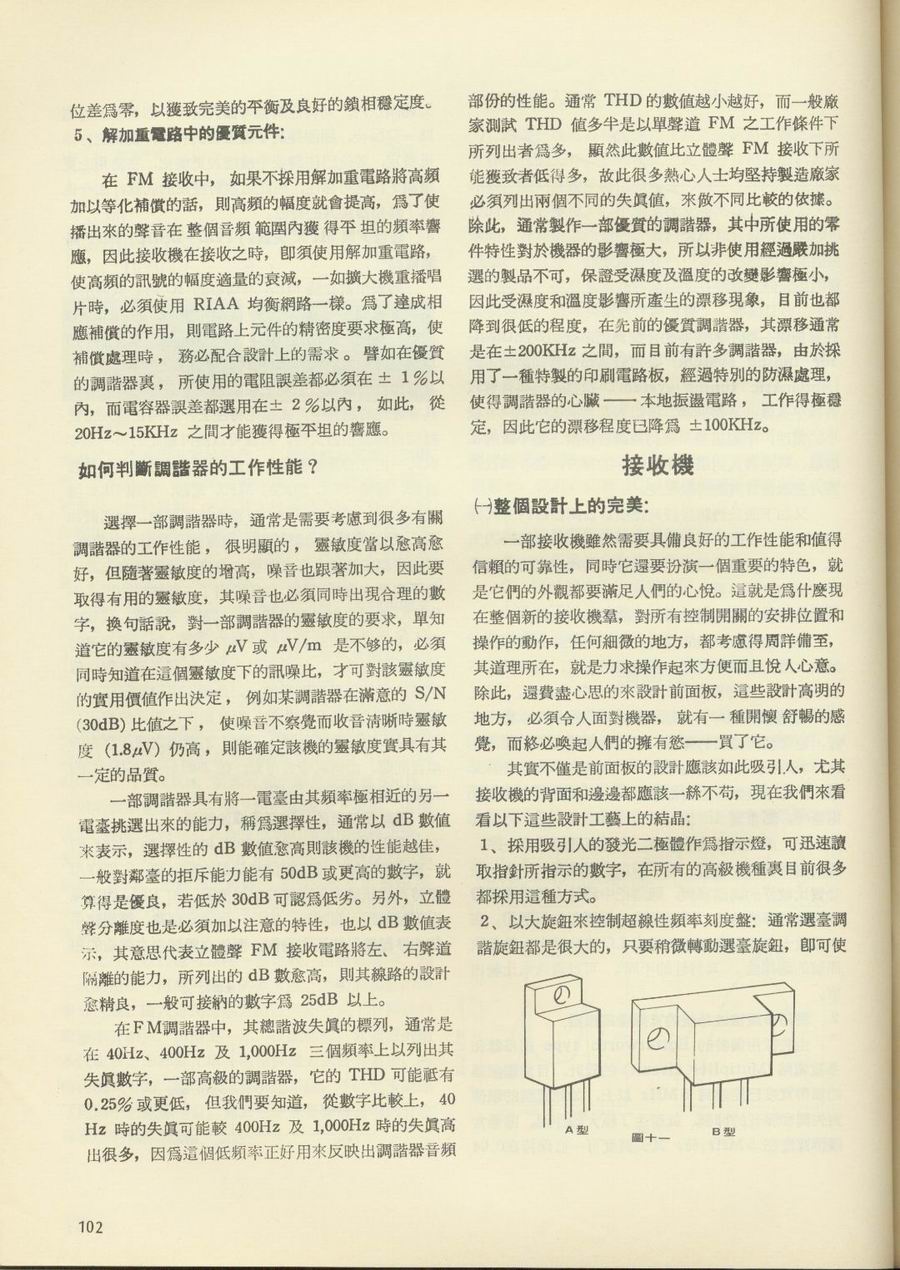 位差爲零，以獲致完美的平衡及良好的鎖相穩定度。
5、解加重電路中的優質元件：
在 FM 接收中， 如果不採用解加重電路將高頻
加以等化補償的話，則高頻的幅度就會提高，爲了使
播出來的聲音在 整個音頻 範圍內獲 得平 坦的頻率響
應，因此接收機在接收之時，卽須使用解加重電路，
使高頻的訊號的幅度適量的衰減，一如擴大機重播唱
片時，必須使用 RIAA 均衡網路一樣。爲了達成相
應補償的作用，則電路上元件的精密度要求極高，使
補償處理時， 務必配合設計上的需求。 譬如在優質
的調諧器裏， 所使用的電阻誤差都必須在 ± 1％以
內，而電容器誤差都選用在± 2％以內， 如此， 從
20Hz～15KHz 之間才能獲得極平坦的響應。
如何判斷調諧器的工作性能？
選擇一部調諧器時，通常是需要考慮到很多有關
調諧器的工作性能， 很明顯的， 靈敏度當以愈高愈
好，但隨著靈敏度的增高，噪音也跟著加大，因此要
取得有用的靈敏度，其噪音也必須同時出現合理的數
字，換句話說，對一部調諧器的靈敏度的要求，單知
道它的靈敏度有多少 μV 或 μV/m 是不够的，必須
同時知道在這個靈敏度下的訊噪比，才可對該靈敏度
的實用價值作出決定， 例如某調諧器在滿意的 S/N
(30dB) 比值之下， 使噪音不察覺而收音清晰時靈敏
度 (1.8μV) 仍高，則能確定該機的靈敏度實具有其
一定的品質。
一部調諧器具有將一電臺由其頻率極相近的另一
電臺挑選出來的能力，稱爲選擇性，通常以 dB 數値
來表示，選擇性的 dB 數値愈高則該機的性能越佳，
一般對鄰臺的拒斥能力能有 50dB 或更高的數字，就
算得是優良，若低於 30dB 可認爲低劣。另外，立體
聲分離度也是必須加以注意的特性，也以 dB 數値表
示，其意思代表立體聲 FM 接收電路將左、 右聲道
隔離的能力，所列出的 dB 數愈高，則其線路的設計
愈精良，一般可接納的數字爲 25dB 以上。
在FM調諧器中，其總諧波失眞的標列，通常是
在 40Hz、400Hz 及 1,000Hz 三個頻率上以列出其
失眞數字，一部高級的調諧器，它的 THD 可能祗有
0.25％或更低， 但我們要知道， 從數字比較上， 40
Hz 時的失眞可能較 400Hz 及 1,000Hz 時的失眞高
出很多，因爲這個低頻率正好用來反映出調諧器音頻
部份的性能。通常 THD 的數値越小越好，而一般廠
家測試 THD 值多半是以單聲道 FM 之工作條件下
所列出者爲多， 顯然此數値比立體聲 FM 接收下所
能獲致者低得多，故此很多熱心人士均堅持製造廠家
必須列出兩個不同的失眞值，來做不同比較的依據。
除此，通常製作一部優質的調諧器，其中所使用的零
件特性對於機器的影響極大，所以非使用經過嚴加挑
選的製品不可，保證受濕度及溫度的改變影響極小，
因此受濕度和溫度影響所產生的漂移現象，目前也都
降到很低的程度，在先前的優質調諧器，其漂移通常
是在±200KHz 之間，而目前有許多調諧器，由於採
用了一種特製的印刷電路板，經過特別的防濕處理，
使得調諧器的心臟——本地振盪電路， 工作得極穩
定，因此它的漂移程度已降爲 ±100KHz。
接收機
㈠整個設計上的完美：
一部接收機雖然需要具備良好的工作性能和值得
信賴的可靠性，同時它還要扮演一個重要的特色，就
是它們的外觀都要滿足人們的心悅。這就是爲什麼現
在整個新的接收機羣，對所有控制開關的安排位置和
操作的動作，任何細微的地方，都考慮得周詳備至，
其道理所在，就是力求操作起來方便而且悅人心意。
除此，還費盡心思的來設計前面板，這些設計高明的
地方， 必須令人面對機器， 就有一 種開懷 舒暢的感
覺，而終必喚起人們的擁有慾——買了它。
其實不僅是前面板的設計應該如此吸引人，尤其
接收機的背面和邊邊都應該一絲不苟，現在我們來看
看以下這些設計工藝上的結晶：
1、採用吸引人的發光二極體作爲指示燈，可迅速讀
取指針所指示的數字，在所有的高級機種裏目前很多
都採用這種方式。
2、以大旋鈕來控制超線性頻率刻度盤：通常選臺調
諧旋鈕都是很大的，只要稍微轉動選臺旋鈕，卽可使
A型
圖十一
B型
102